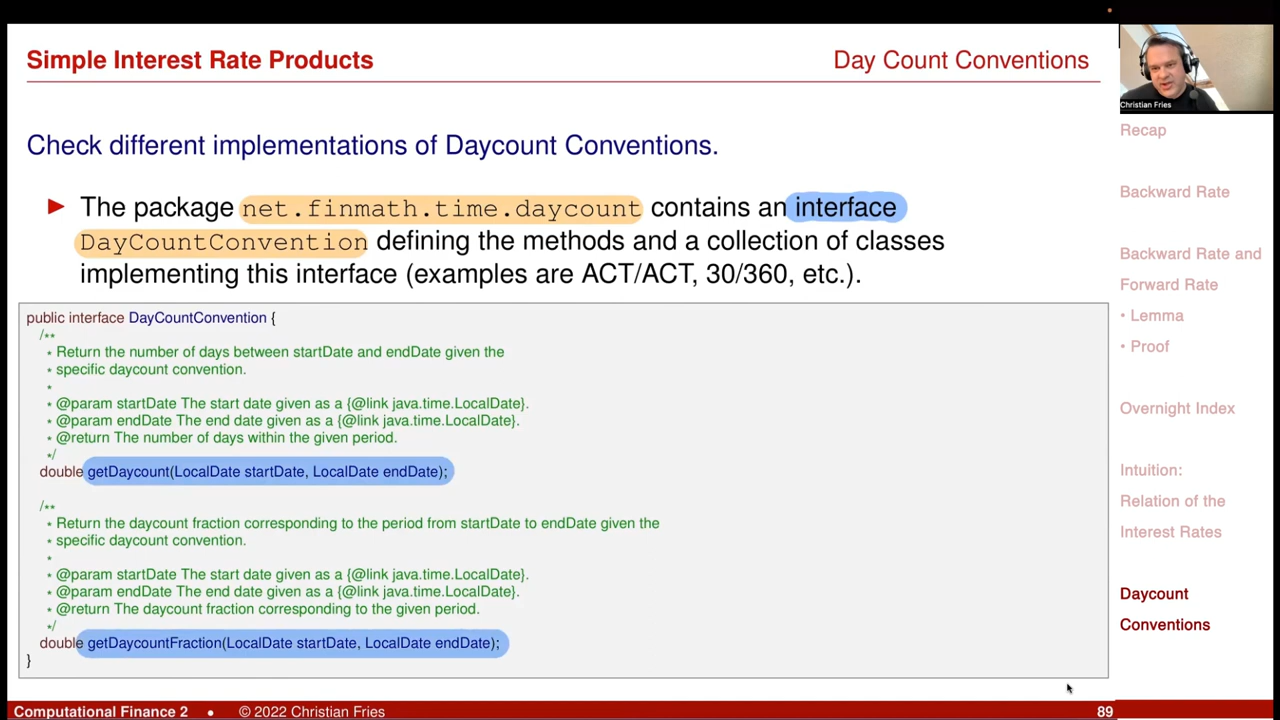 Simple Interest Rate Products
Day Count Conventions
Christian Fries
Check different implementations of Daycount Conventions.
► The package net.finmath.time.daycount contains an interface
DayCountConvention defining the methods and a collection of classes
implementing this interface (examples are ACT/ACT, 30/360, etc.).
public interface DayCountConvention {
/**
* Return the number of days between startDate and endDate given the
* specific daycount convention.
*
* @param startDate The start date given as a {@link java.time.LocalDate}.
* @param endDate The end date given as a {@link java.time.LocalDate}.
* @return The number of days within the given period.
*/
double getDaycount(LocalDate startDate, LocalDate endDate);
/**
* Return the daycount fraction corresponding to the period from startDate to endDate given the
* specific daycount convention.
*
* @param startDate The start date given as a {@link java.time.LocalDate}.
* @param endDate The end date given as a {@link java.time.LocalDate}.
* @return The daycount fraction corresponding to the given period.
*/
double getDaycountFraction(LocalDate startDate, LocalDate endDate);
}
Recap
Backward Rate
Backward Rate and
Forward Rate
• Lemma
• Proof
Overnight Index
Intuition:
Relation of the
Interest Rates
Daycount
Conventions
Computational Finance 2 • © 2022 Christian Fries
89